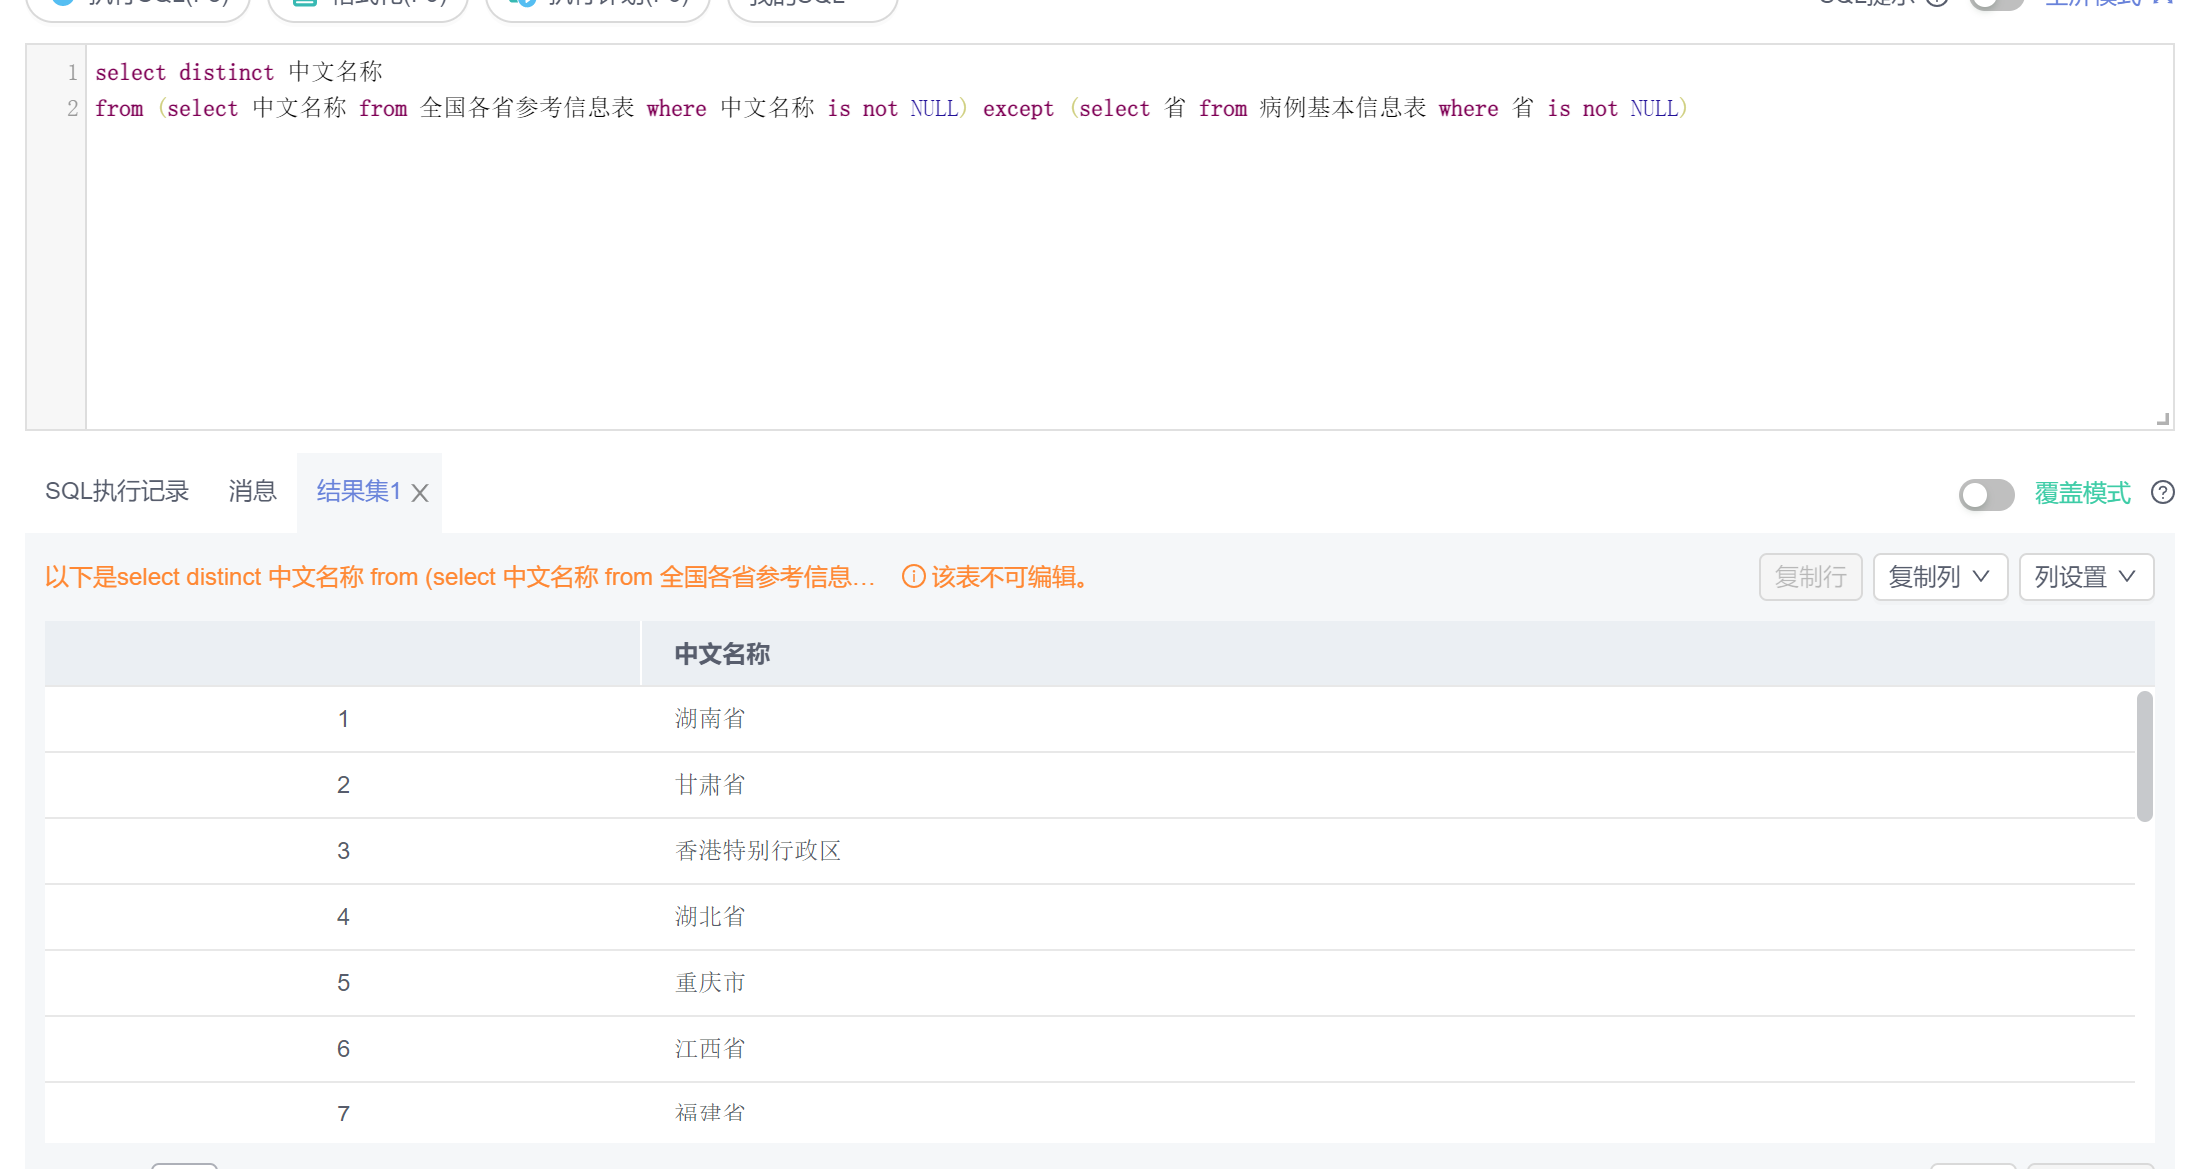 1 select distinct 中文名称
2 from (select 中文名称 from 全国各省参考信息表 where 中文名称 is not NULL) except (select 省 from 病例基本信息表 where 省 is not NULL)
SQL执行记录 消息 结果集1 X 覆盖模式 ?
以下是select distinct 中文名称 from (select 中文名称 from 全国各省参考信息... 该表不可编辑。 复制行 复制列 列设置
中文名称
1 湖南省
2 甘肃省
3 香港特别行政区
4 湖北省
5 重庆市
6 江西省
7 福建省